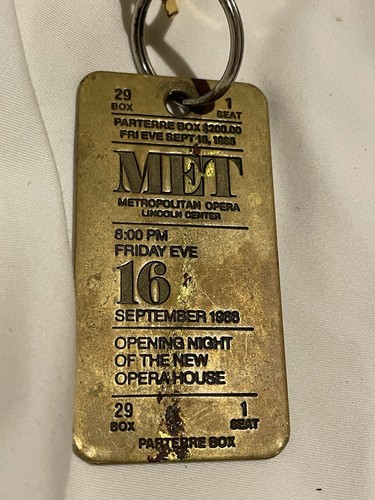 29 1
BOX SEAT
PARTERRE BOX $200.00
FRI EVE SEPT 16, 1966
MET
METROPOLITAN OPERA
LINCOLN CENTER
8:00 PM
FRIDAY EVE
16
SEPTEMBER 1966
OPENING NIGHT
OF THE NEW
OPERA HOUSE
29 1
BOX SEAT
PARTERRE BOX